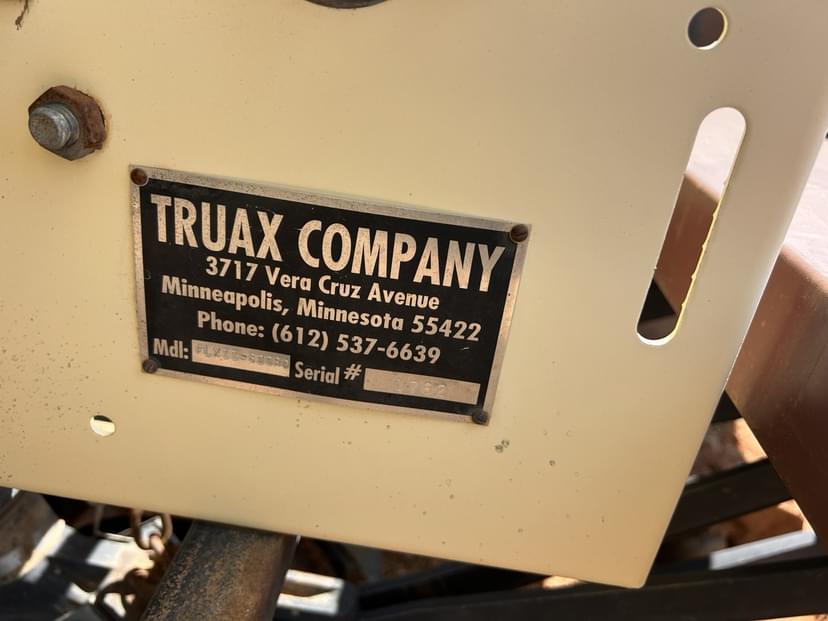 TRUAX COMPANY
3717 Vera Cruz Avenue
Minneapolis, Minnesota 55422
Phone: (612) 537-6639
Mdl: Serial #